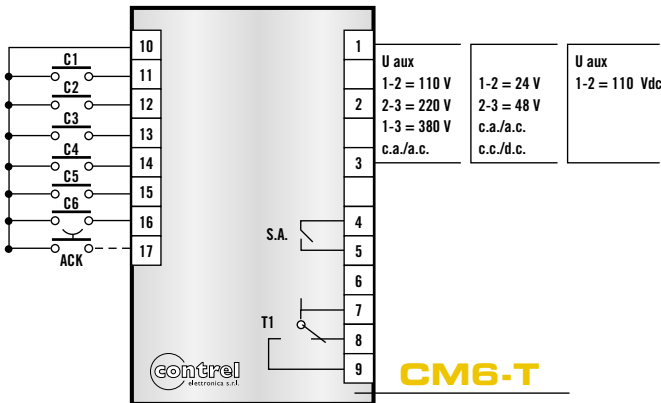 10
C1
11
C2
12
C3
13
C4
14
C5
15
C6
16
ACK
17
1
2
3
S.A.
4
5
6
T1
7
8
9
U aux
1-2 = 110 V
2-3 = 220 V
1-3 = 380 V
c.a./a.c.
1-2 = 24 V
2-3 = 48 V
c.a./a.c.
c.c./d.c.
U aux
1-2 = 110 Vdc
contrel
elettronica s.r.l.
CM6-T